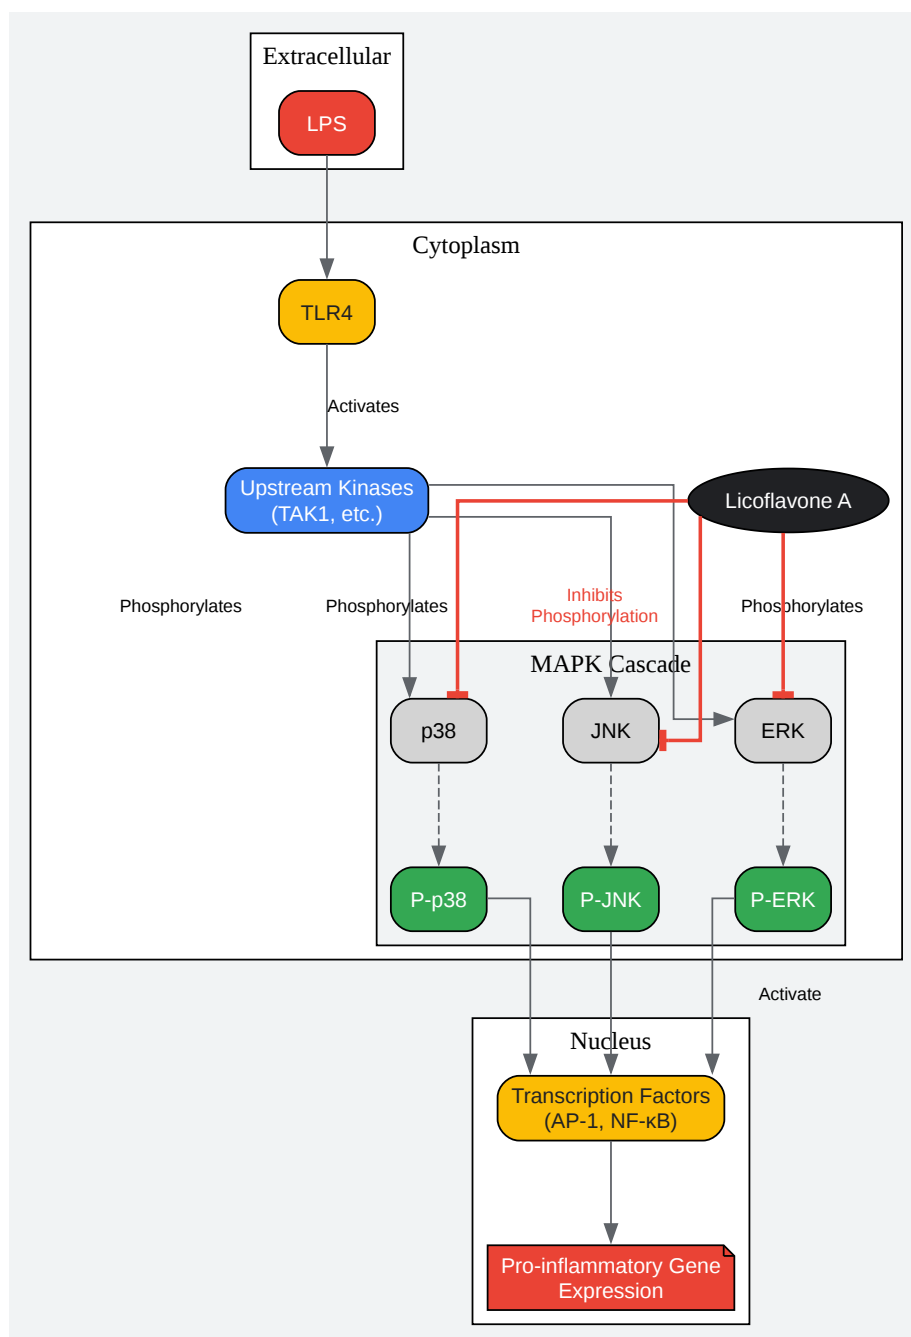 Extracellular
LPS
Cytoplasm
TLR4
Activates
Upstream Kinases
(TAK1, etc.)
Licoflavone A
Phosphorylates
Phosphorylates
Inhibits
Phosphorylation
Phosphorylates
MAPK Cascade
p38
JNK
ERK
P-p38
P-JNK
P-ERK
Activate
Nucleus
Transcription Factors
(AP-1, NF-κB)
Pro-inflammatory Gene
Expression